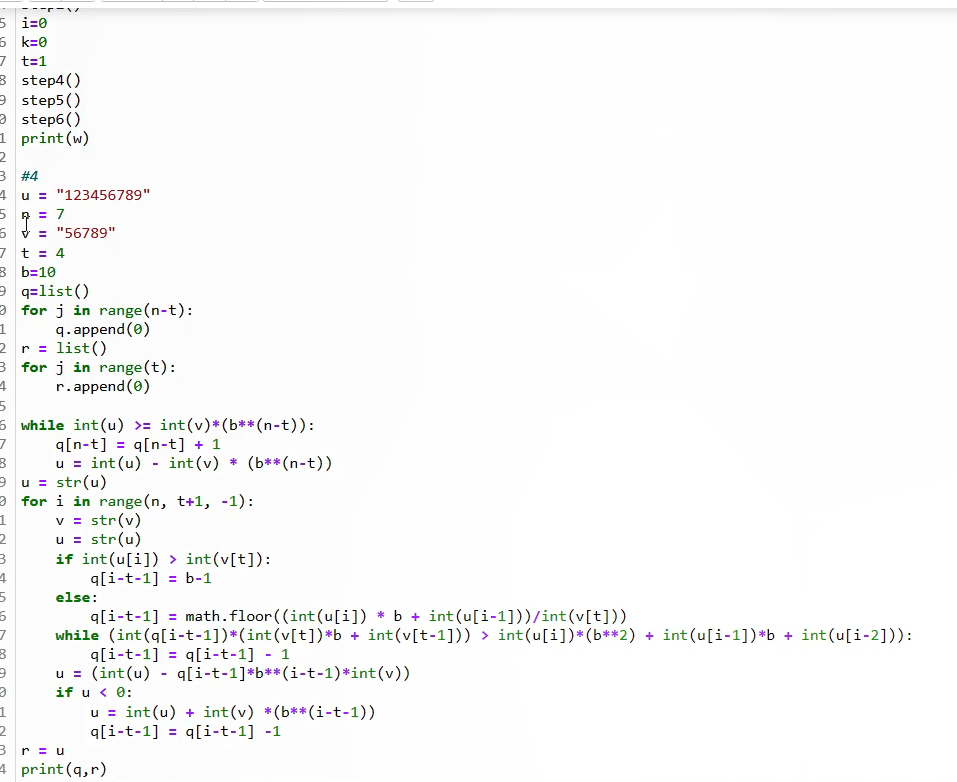 5 i=0
6 k=0
7 t=1
8 step4()
9 step5()
0 step6()
1 print(w)
2
3 #4
4 u = "123456789"
5 n = 7
6 v = "56789"
7 t = 4
8 b=10
9 q=list()
0 for j in range(n-t):
1     q.append(0)
2 r = list()
3 for j in range(t):
4     r.append(0)
5
6 while int(u) >= int(v)*(b**(n-t)):
7     q[n-t] = q[n-t] + 1
8     u = int(u) - int(v) * (b**(n-t))
9 u = str(u)
0 for i in range(n, t+1, -1):
1     v = str(v)
2     u = str(u)
3     if int(u[i]) > int(v[t]):
4         q[i-t-1] = b-1
5     else:
6         q[i-t-1] = math.floor((int(u[i]) * b + int(u[i-1]))/int(v[t]))
7     while (int(q[i-t-1])*(int(v[t])*b + int(v[t-1])) > int(u[i])*(b**2) + int(u[i-1])*b + int(u[i-2])):
8         q[i-t-1] = q[i-t-1] - 1
9     u = (int(u) - q[i-t-1]*b**(i-t-1)*int(v))
0     if u < 0:
1         u = int(u) + int(v) *(b**(i-t-1))
2         q[i-t-1] = q[i-t-1] -1
3 r = u
4 print(q,r)